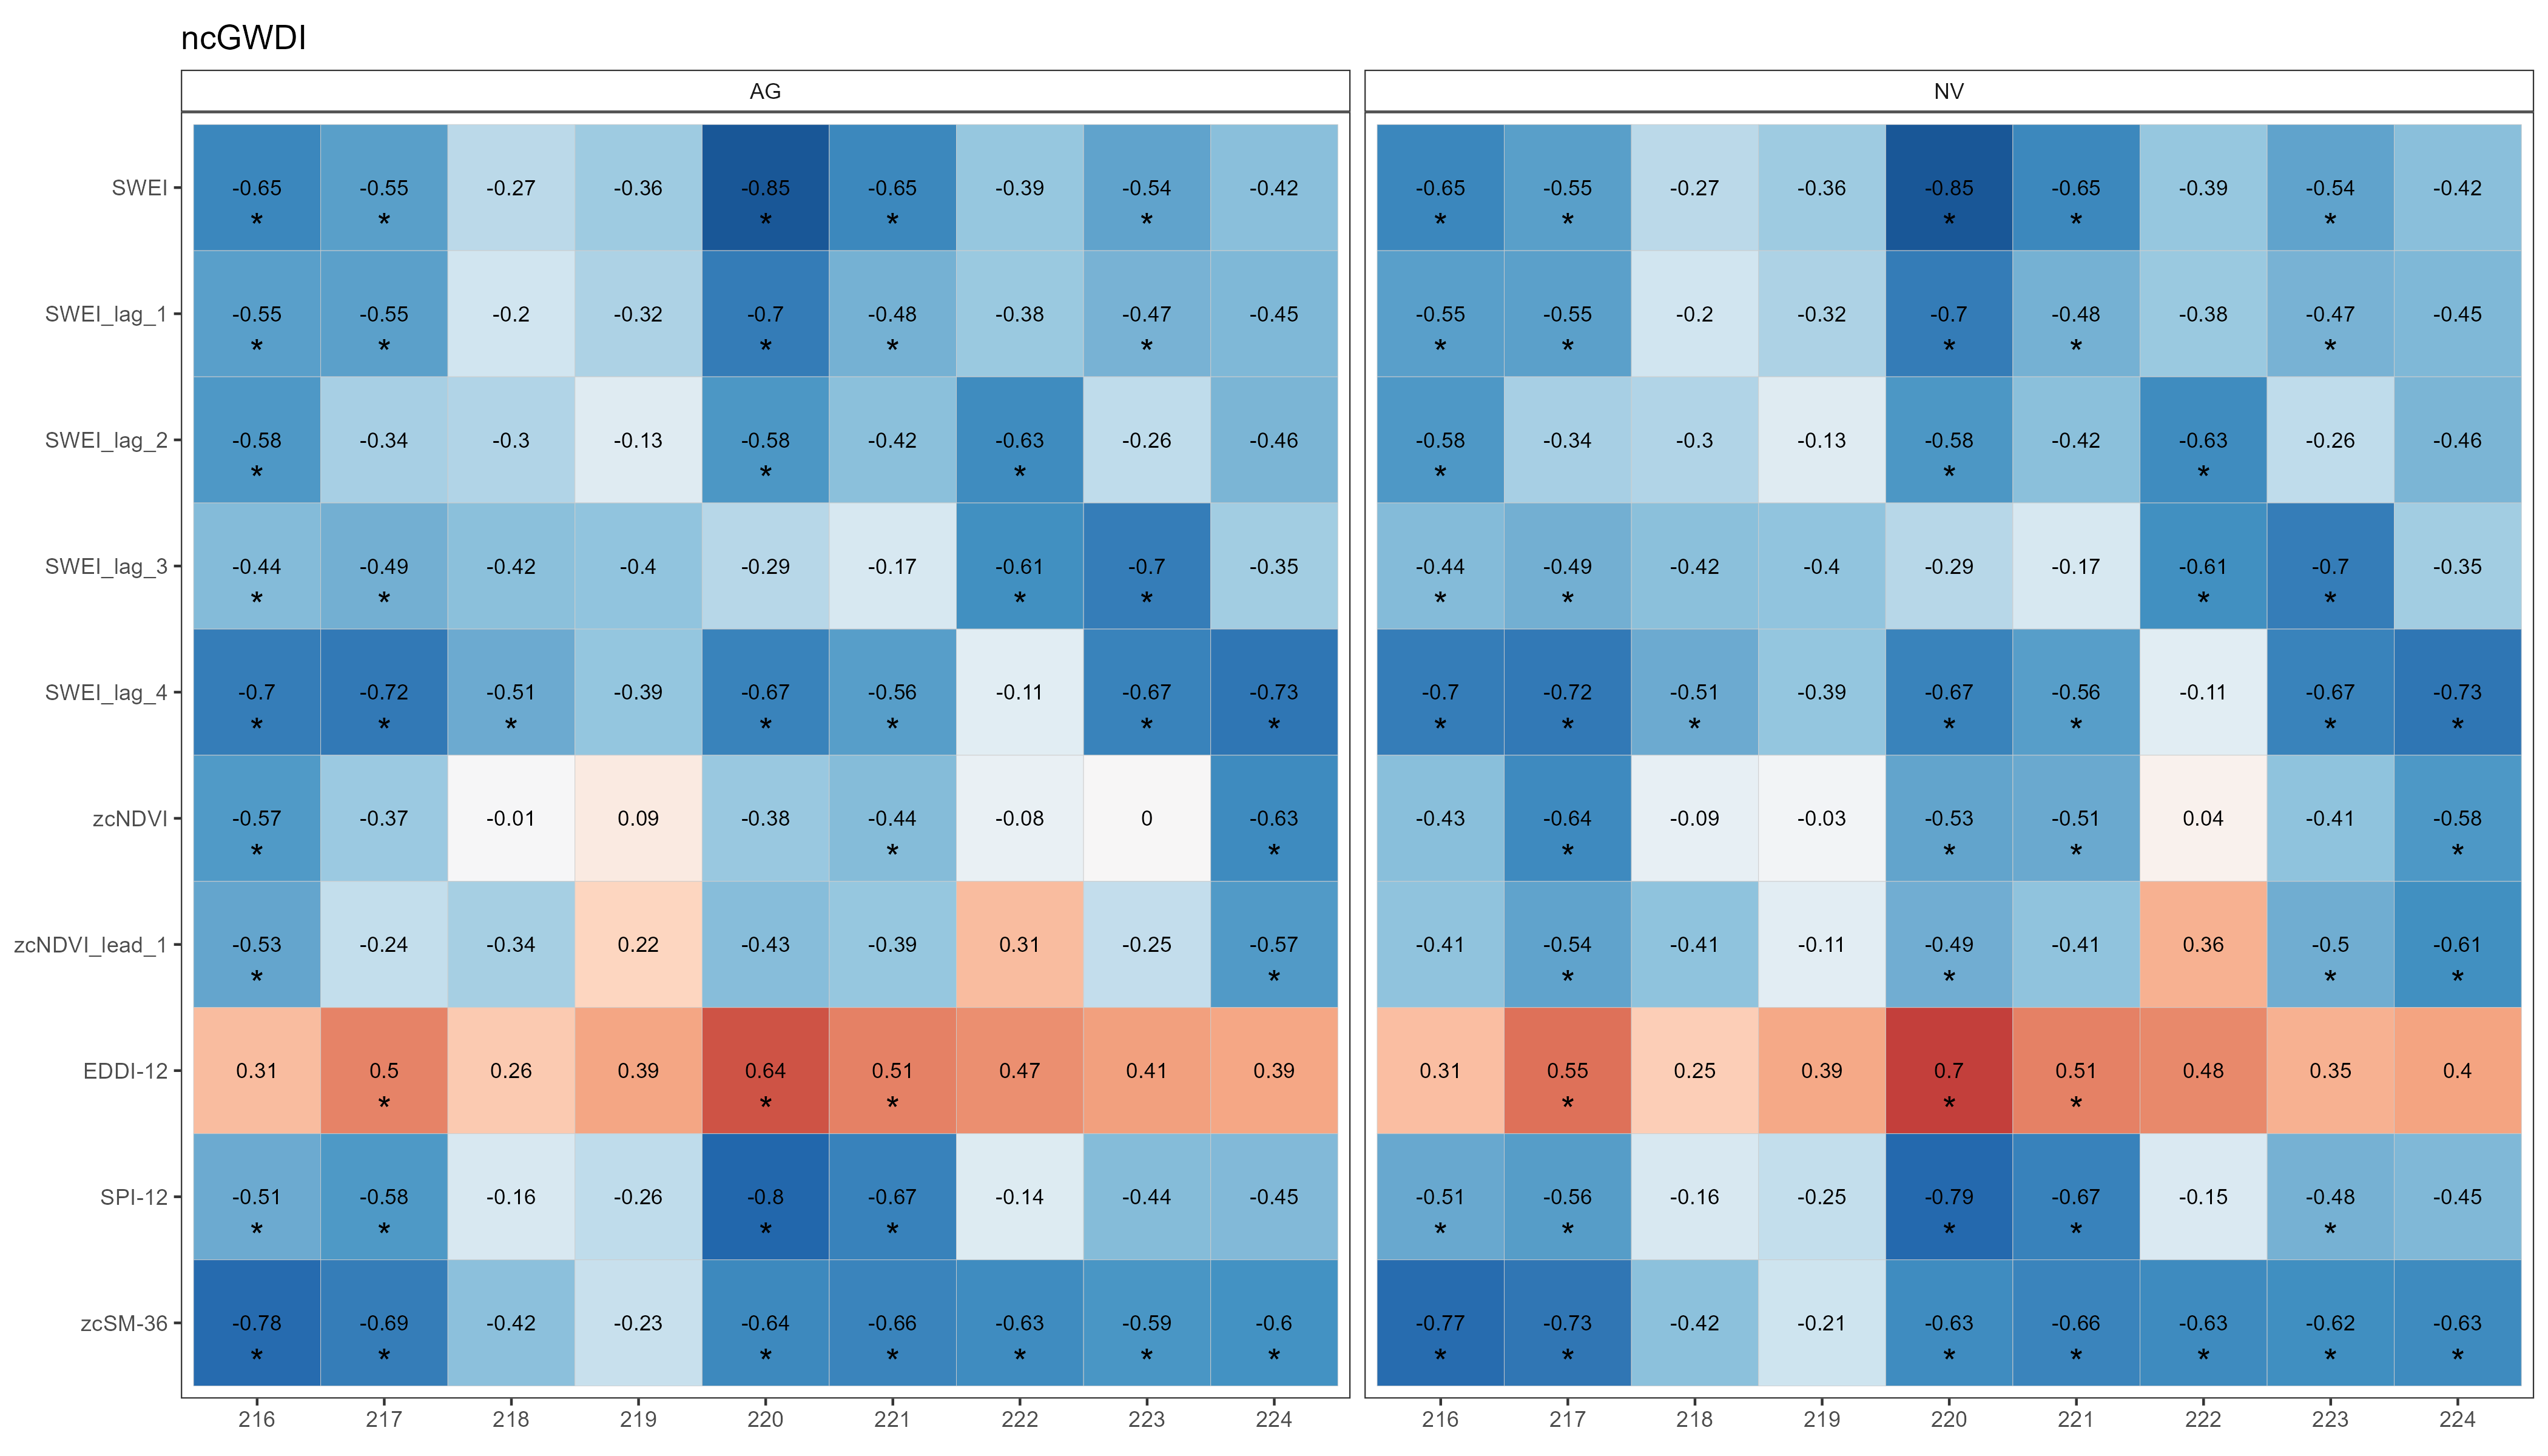 ncGWDI
AG NV
SWEI -0.65 -0.55 -0.27 -0.36 -0.85 -0.65 -0.39 -0.54 -0.42 -0.65 -0.55 -0.27 -0.36 -0.85 -0.65 -0.39 -0.54 -0.42
* * * * * * * * * *
SWEI_lag_1 -0.55 -0.55 -0.2 -0.32 -0.7 -0.48 -0.38 -0.47 -0.45 -0.55 -0.55 -0.2 -0.32 -0.7 -0.48 -0.38 -0.47 -0.45
* * * * * * * * * *
SWEI_lag_2 -0.58 -0.34 -0.3 -0.13 -0.58 -0.42 -0.63 -0.26 -0.46 -0.58 -0.34 -0.3 -0.13 -0.58 -0.42 -0.63 -0.26 -0.46
* * * * * *
SWEI_lag_3 -0.44 -0.49 -0.42 -0.4 -0.29 -0.17 -0.61 -0.7 -0.35 -0.44 -0.49 -0.42 -0.4 -0.29 -0.17 -0.61 -0.7 -0.35
* * * * * * * *
SWEI_lag_4 -0.7 -0.72 -0.51 -0.39 -0.67 -0.56 -0.11 -0.67 -0.73 -0.7 -0.72 -0.51 -0.39 -0.67 -0.56 -0.11 -0.67 -0.73
* * * * * * * * * * * * * *
zcNDVI -0.57 -0.37 -0.01 0.09 -0.38 -0.44 -0.08 0 -0.63 -0.43 -0.64 -0.09 -0.03 -0.53 -0.51 0.04 -0.41 -0.58
* * * * * * *
zcNDVI_lead_1 -0.53 -0.24 -0.34 0.22 -0.43 -0.39 0.31 -0.25 -0.57 -0.41 -0.54 -0.41 -0.11 -0.49 -0.41 0.36 -0.5 -0.61
* * * * * *
EDDI-12 0.31 0.5 0.26 0.39 0.64 0.51 0.47 0.41 0.39 0.31 0.55 0.25 0.39 0.7 0.51 0.48 0.35 0.4
* * * * * *
SPI-12 -0.51 -0.58 -0.16 -0.26 -0.8 -0.67 -0.14 -0.44 -0.45 -0.51 -0.56 -0.16 -0.25 -0.79 -0.67 -0.15 -0.48 -0.45
* * * * * * * * *
zcSM-36 -0.78 -0.69 -0.42 -0.23 -0.64 -0.66 -0.63 -0.59 -0.6 -0.77 -0.73 -0.42 -0.21 -0.63 -0.66 -0.63 -0.62 -0.63
* * * * * * * * * * * * * *
216 217 218 219 220 221 222 223 224 216 217 218 219 220 221 222 223 224